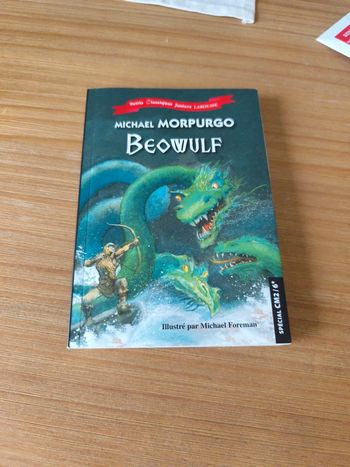 Petits Classiques Juniors LAROUSSE
MICHAEL MORPURGO
BEOWULF
Illustré par Michael Foreman
SPÉCIAL CM2/6e